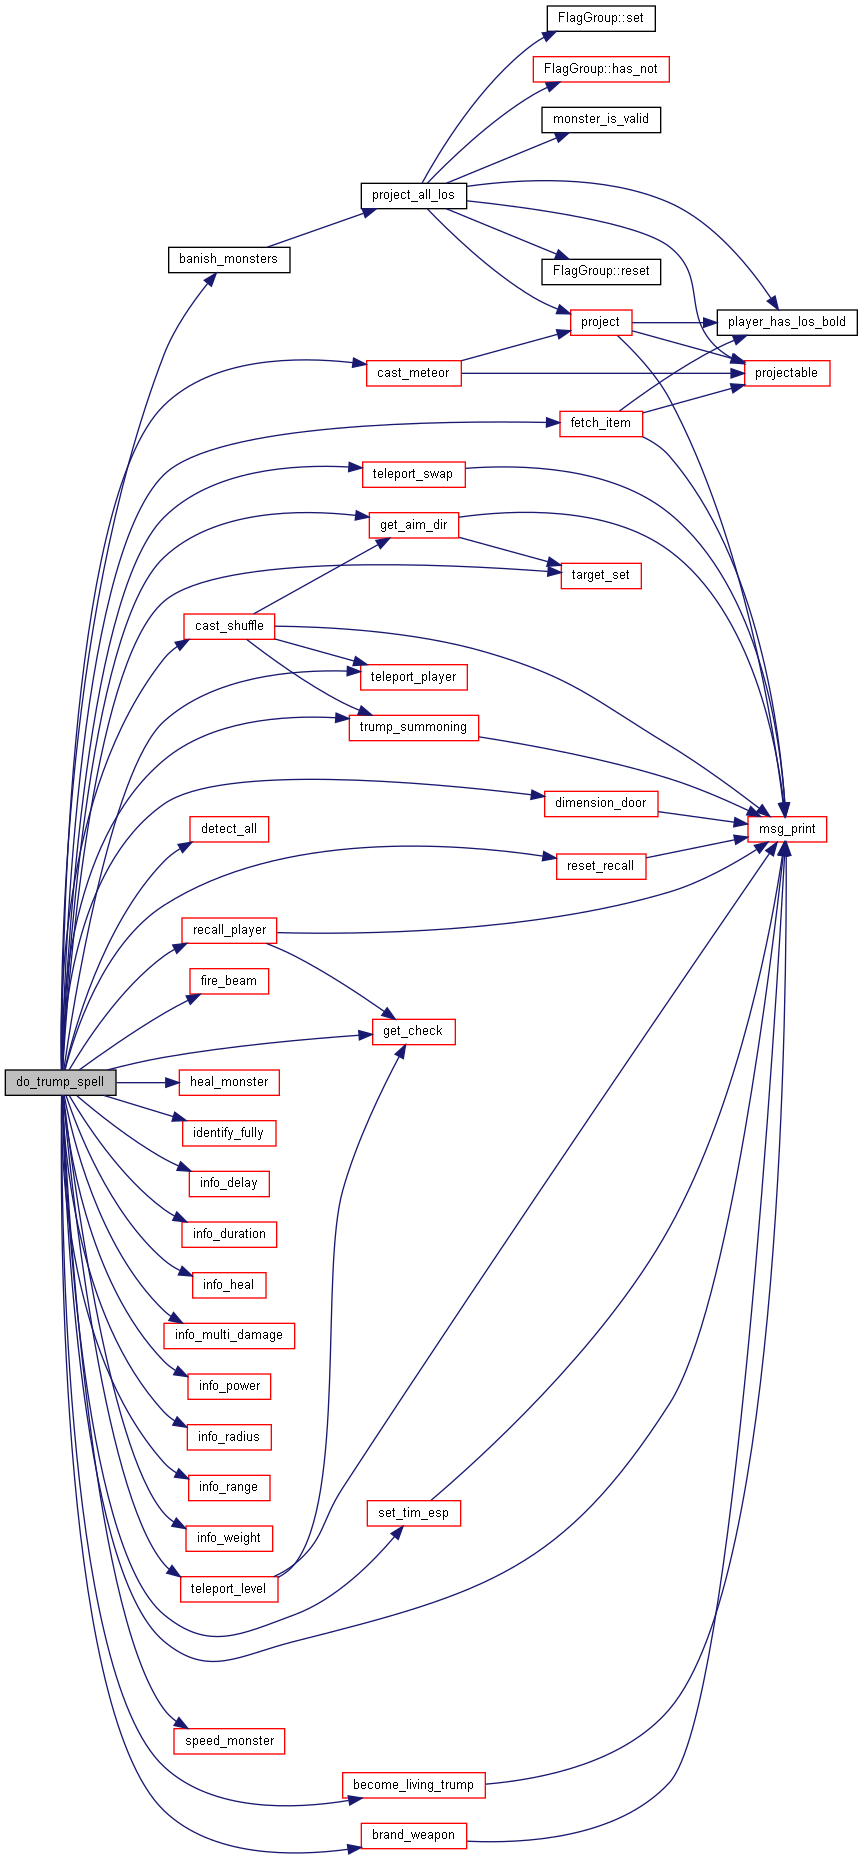 FlagGroup::set
FlagGroup::has_not
monster_is_valid
project_all_los
banish_monsters
FlagGroup::reset
project
player_has_los_bold
cast_meteor
projectable
fetch_item
teleport_swap
get_aim_dir
target_set
cast_shuffle
teleport_player
trump_summoning
dimension_door
detect_all
msg_print
reset_recall
recall_player
fire_beam
get_check
do_trump_spell
heal_monster
identify_fully
info_delay
info_duration
info_heal
info_multi_damage
info_power
info_radius
info_range
set_tim_esp
info_weight
teleport_level
speed_monster
become_living_trump
brand_weapon